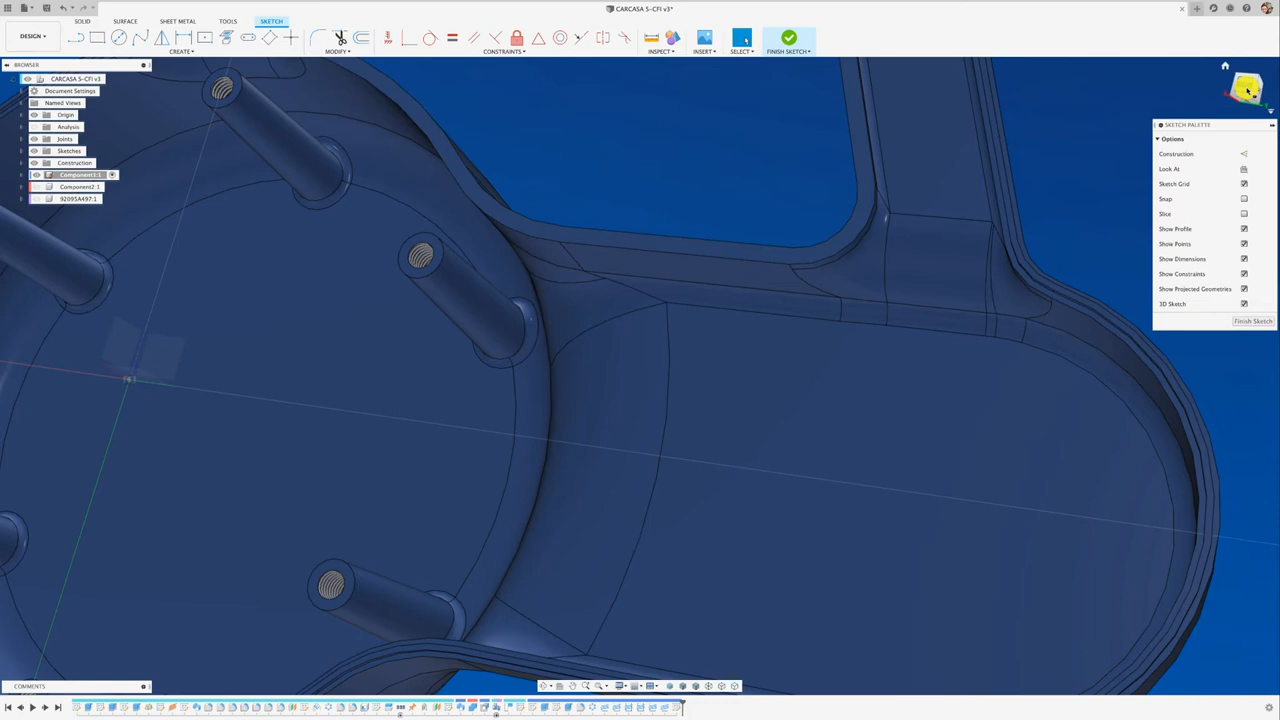 CARCASA S-CFI v3*
SOLID SURFACE SHEET METAL TOOLS SKETCH
DESIGN
CREATE MODIFY CONSTRAINTS INSPECT INSERT SELECT FINISH SKETCH
BROWSER
CARCASA S-CFI v3
Document Settings
Named Views
Origin
Analysis
Joints
Sketches
Construction
Component1:1
Component2:1
92095A497:1
SKETCH PALETTE
Options
Construction
Look At
Sketch Grid
Snap
Slice
Show Profile
Show Points
Show Dimensions
Show Constraints
Show Projected Geometries
3D Sketch
Finish Sketch
COMMENTS